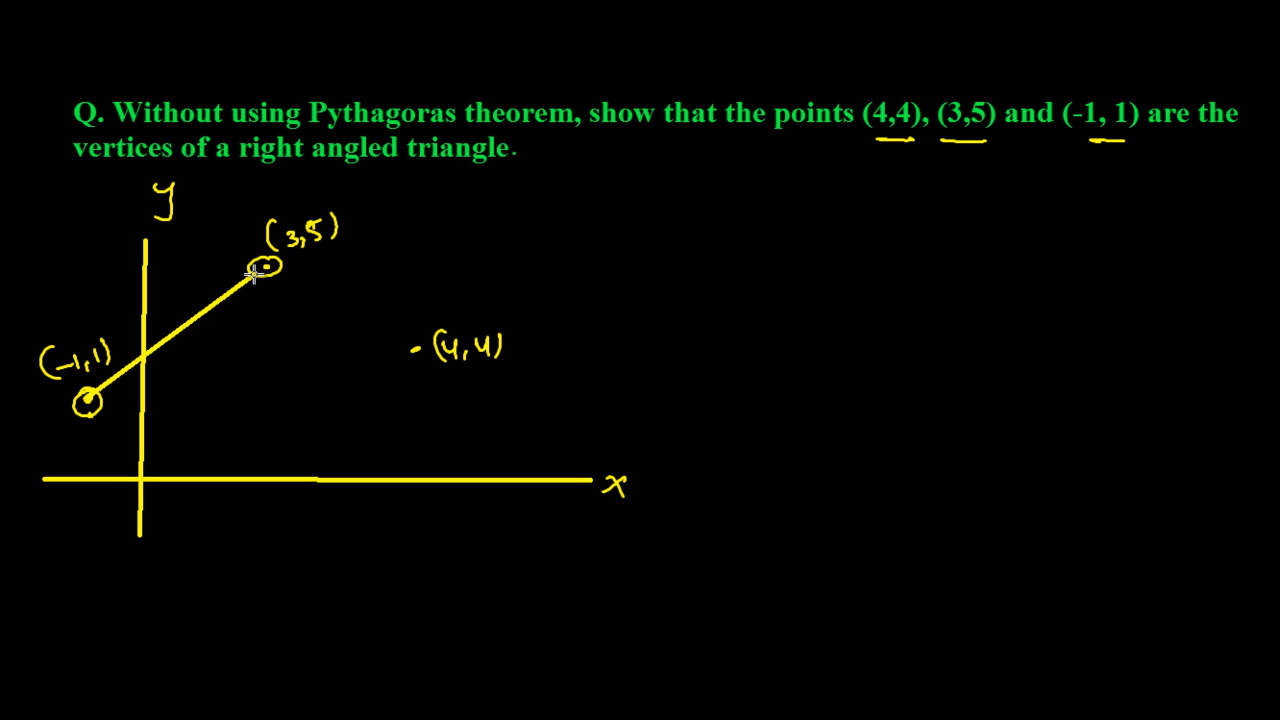 Q. Without using Pythagoras theorem, show that the points (4,4), (3,5) and (-1, 1) are the
vertices of a right angled triangle.
y
(3,5)
(-1,1)
(4,4)
x